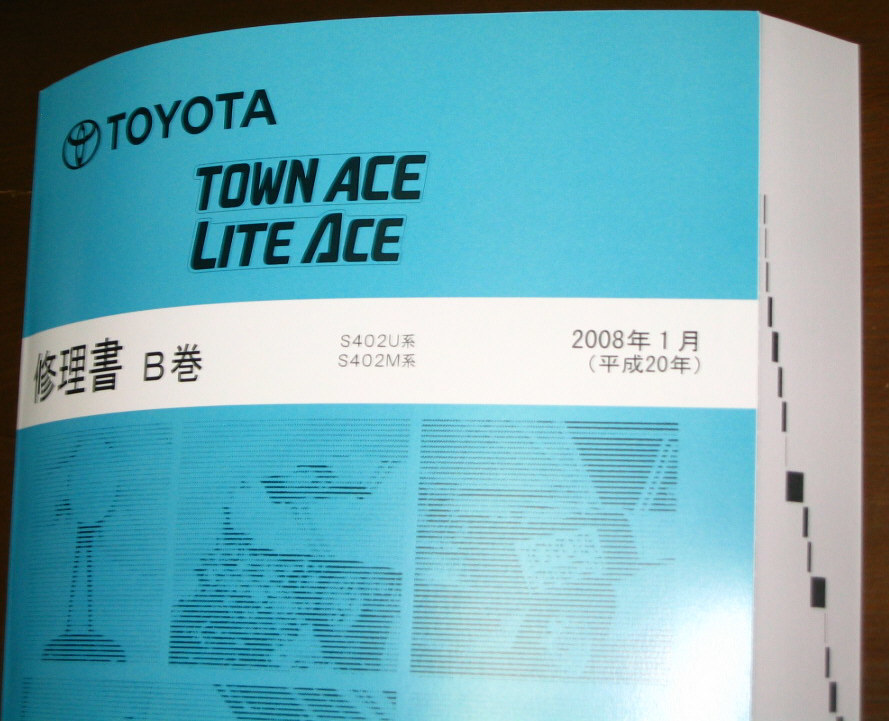 TOYOTA
TOWN ACE
LITE ACE
修理書 B巻
S402U系
S402M系
2008年1月
(平成20年)
TOYOTA